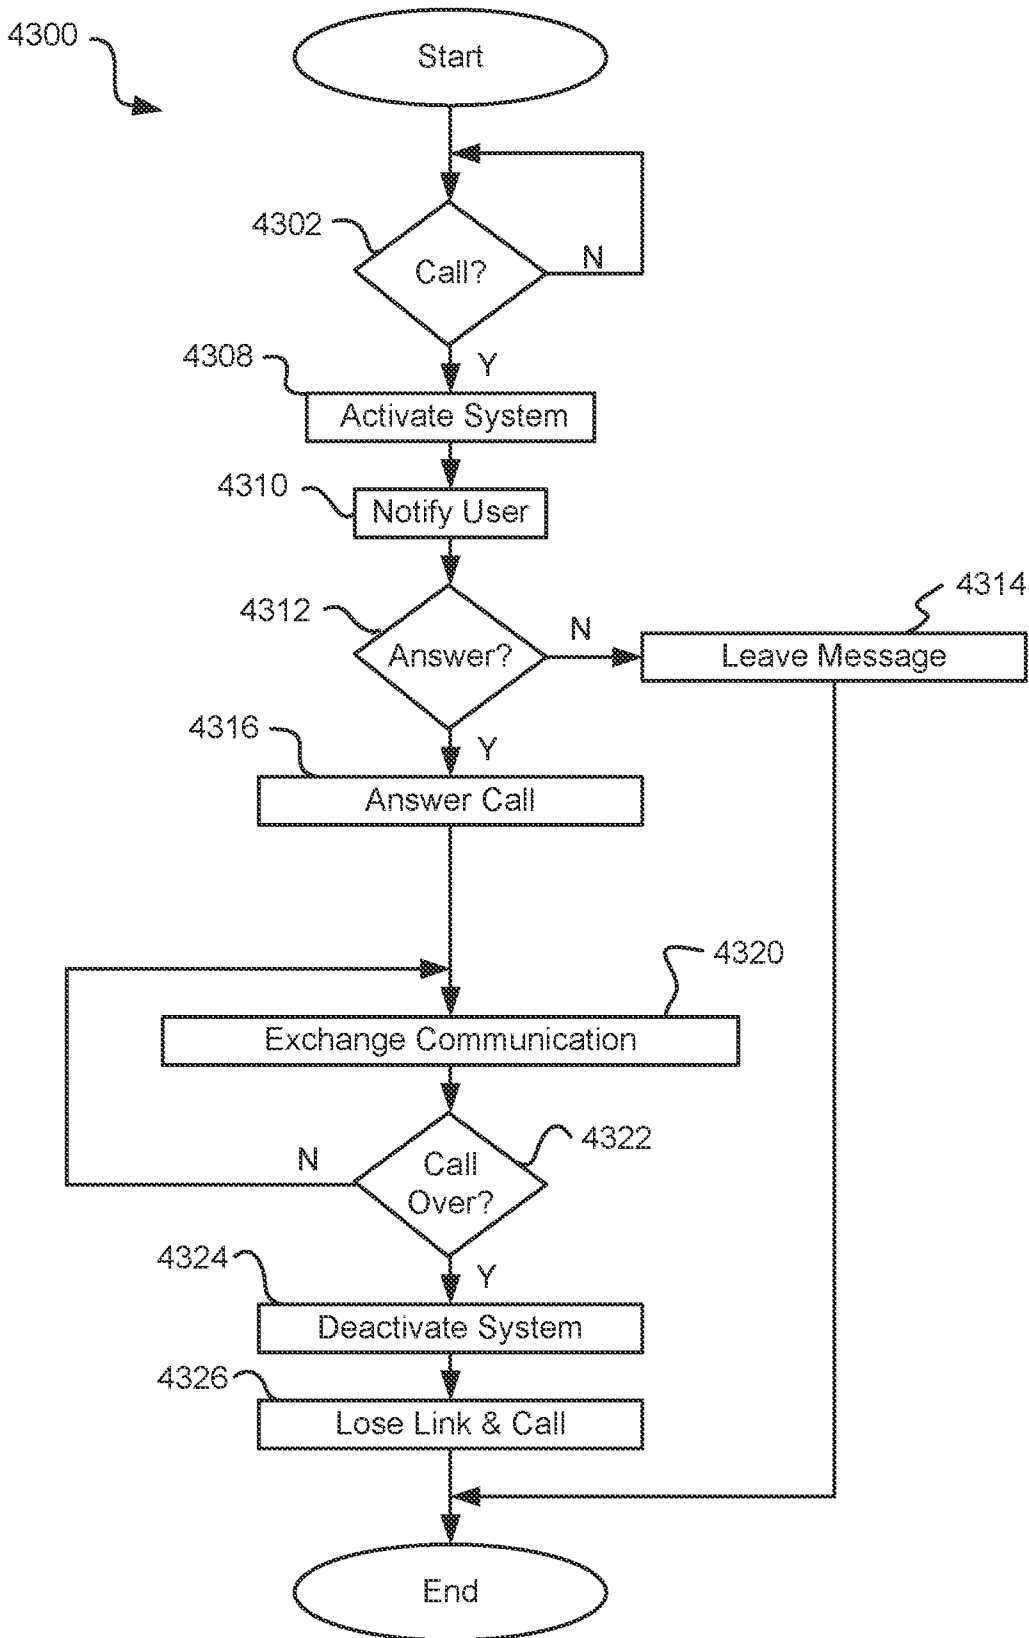 4300
Start
4302
Call?
N
Y
4308
Activate System
4310
Notify User
4312
Answer?
N
4314
Leave Message
Y
4316
Answer Call
4320
Exchange Communication
4322
Call
Over?
N
Y
4324
Deactivate System
4326
Lose Link & Call
End